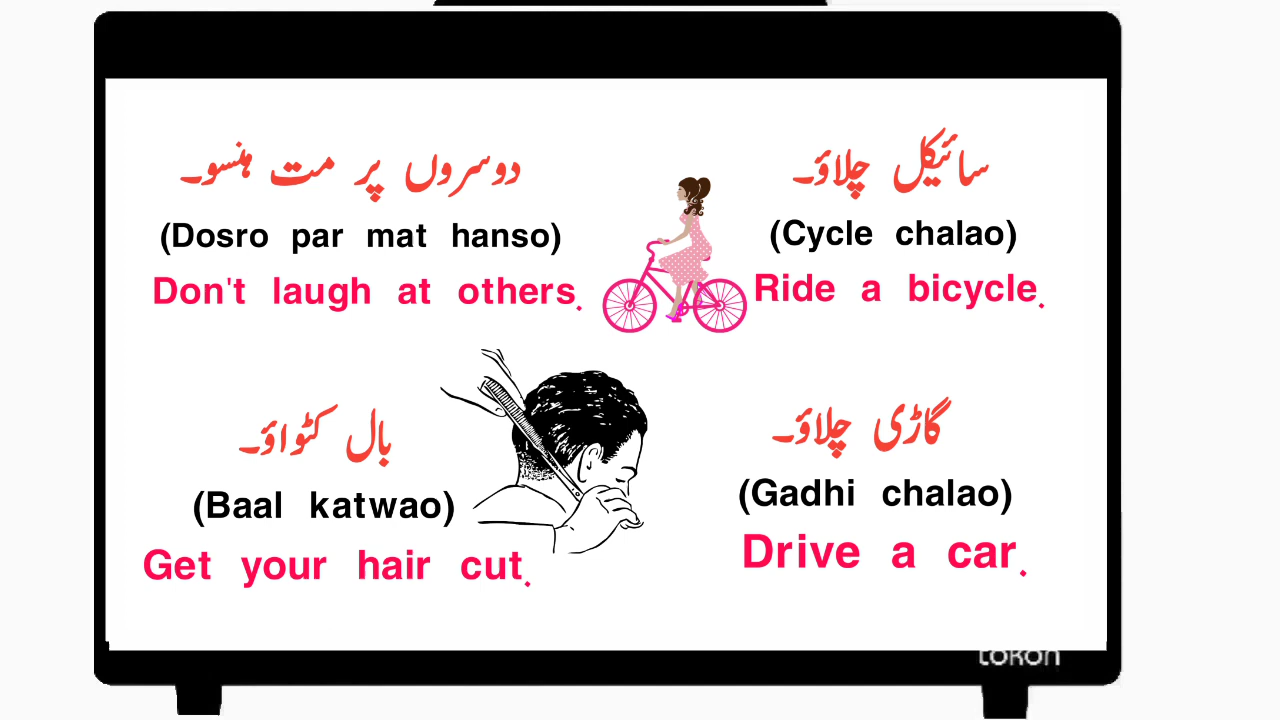 دوسروں پر مت ہنسو۔
(Dosro par mat hanso)
Don't laugh at others.
سائیکل چلاؤ۔
(Cycle chalao)
Ride a bicycle.
بال کٹواؤ۔
(Baal katwao)
Get your hair cut.
گاڑی چلاؤ۔
(Gadhi chalao)
Drive a car.